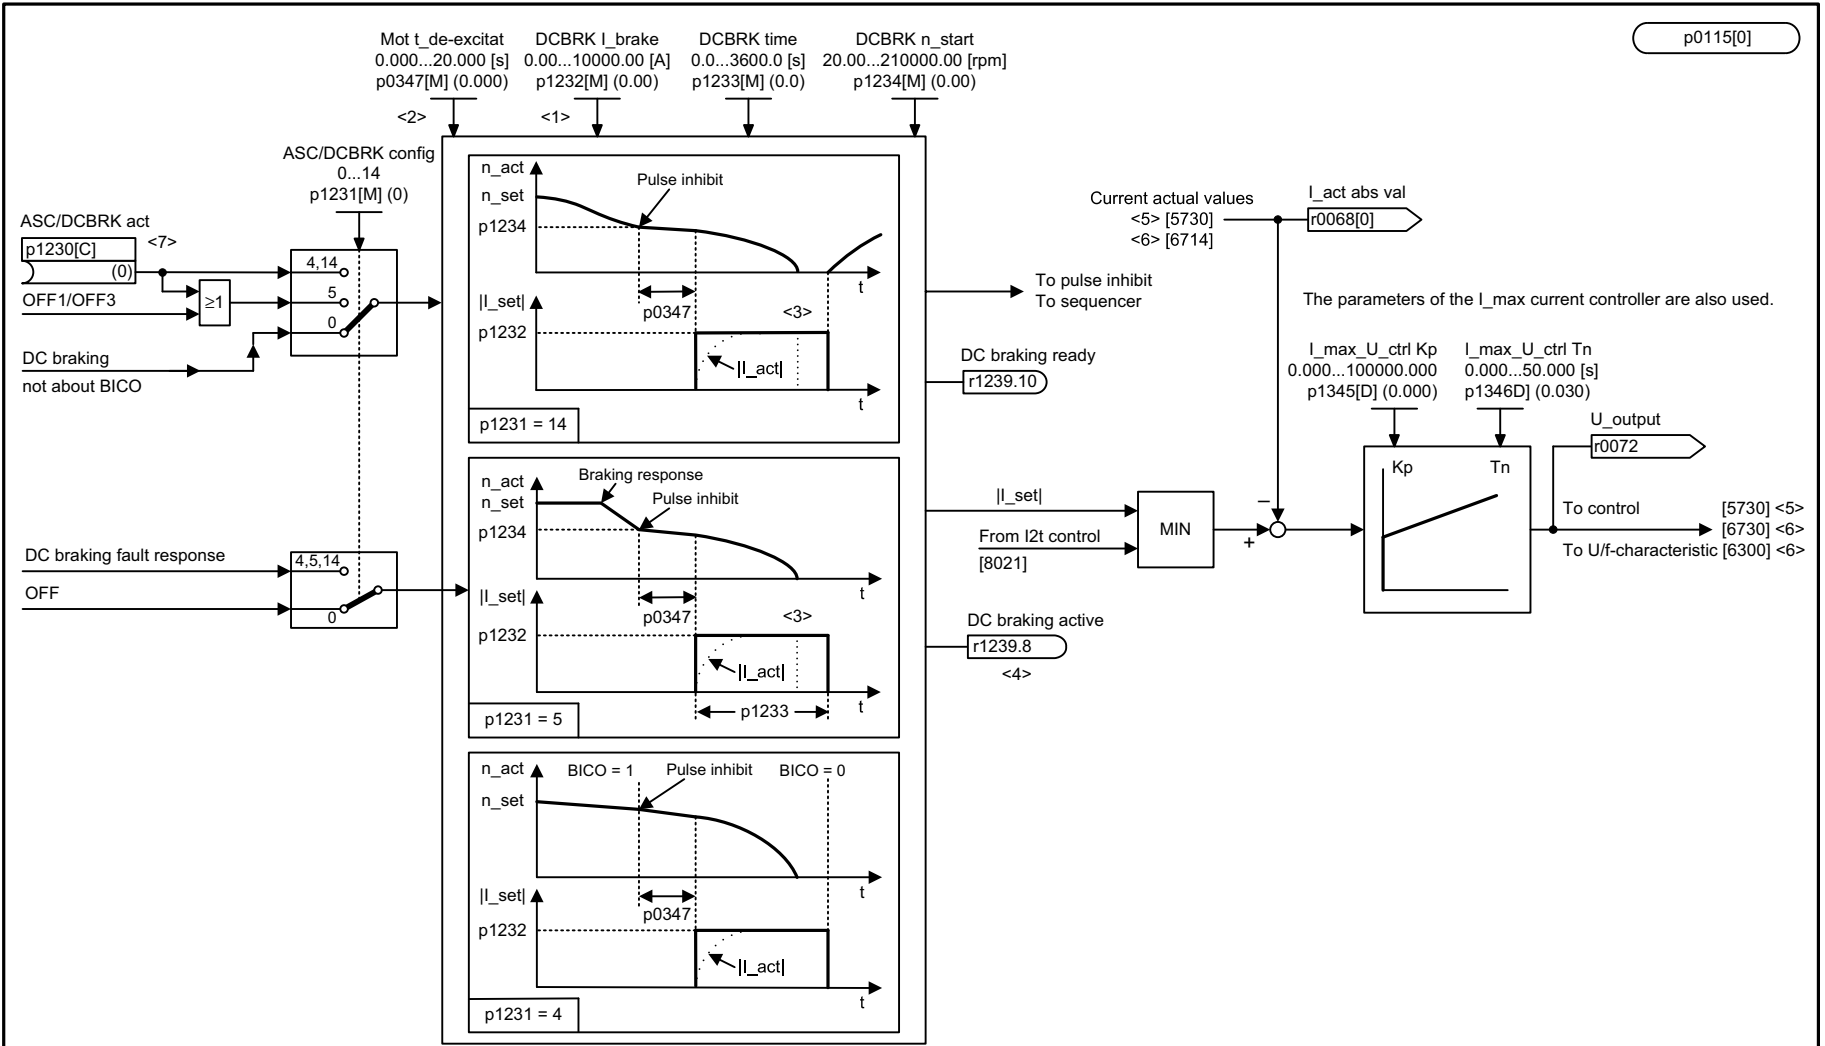 p0115[0]
Mot t_de-excitat
0.000...20.000 [s]
p0347[M] (0.000)
<2>
DCBRK I_brake
0.00...10000.00 [A]
p1232[M] (0.00)
<1>
DCBRK time
0.0...3600.0 [s]
p1233[M] (0.0)
DCBRK n_start
20.00...210000.00 [rpm]
p1234[M] (0.00)
ASC/DCBRK config
0...14
p1231[M] (0)
ASC/DCBRK act
p1230[C]
<7>
(0)
OFF1/OFF3
≥1
4,14
5
0
DC braking
not about BICO
DC braking fault response
OFF
4,5,14
0
n_act
n_set
p1234
Pulse inhibit
t
|I_set|
p0347
<3>
p1232
|I_act|
t
p1231 = 14
n_act
n_set
p1234
Braking response
Pulse inhibit
t
|I_set|
p0347
<3>
p1232
|I_act|
p1233
t
p1231 = 5
n_act
BICO = 1
Pulse inhibit
BICO = 0
n_set
t
|I_set|
p0347
p1232
|I_act|
t
p1231 = 4
Current actual values
<5> [5730]
<6> [6714]
I_act abs val
r0068[0]
To pulse inhibit
To sequencer
The parameters of the I_max current controller are also used.
DC braking ready
r1239.10
I_max_U_ctrl Kp
0.000...100000.000
p1345[D] (0.000)
I_max_U_ctrl Tn
0.000...50.000 [s]
p1346D] (0.030)
U_output
r0072
|I_set|
From I2t control
[8021]
MIN
–
+
Kp
Tn
To control
[5730] <5>
[6730] <6>
To U/f-characteristic [6300] <6>
DC braking active
r1239.8
<4>